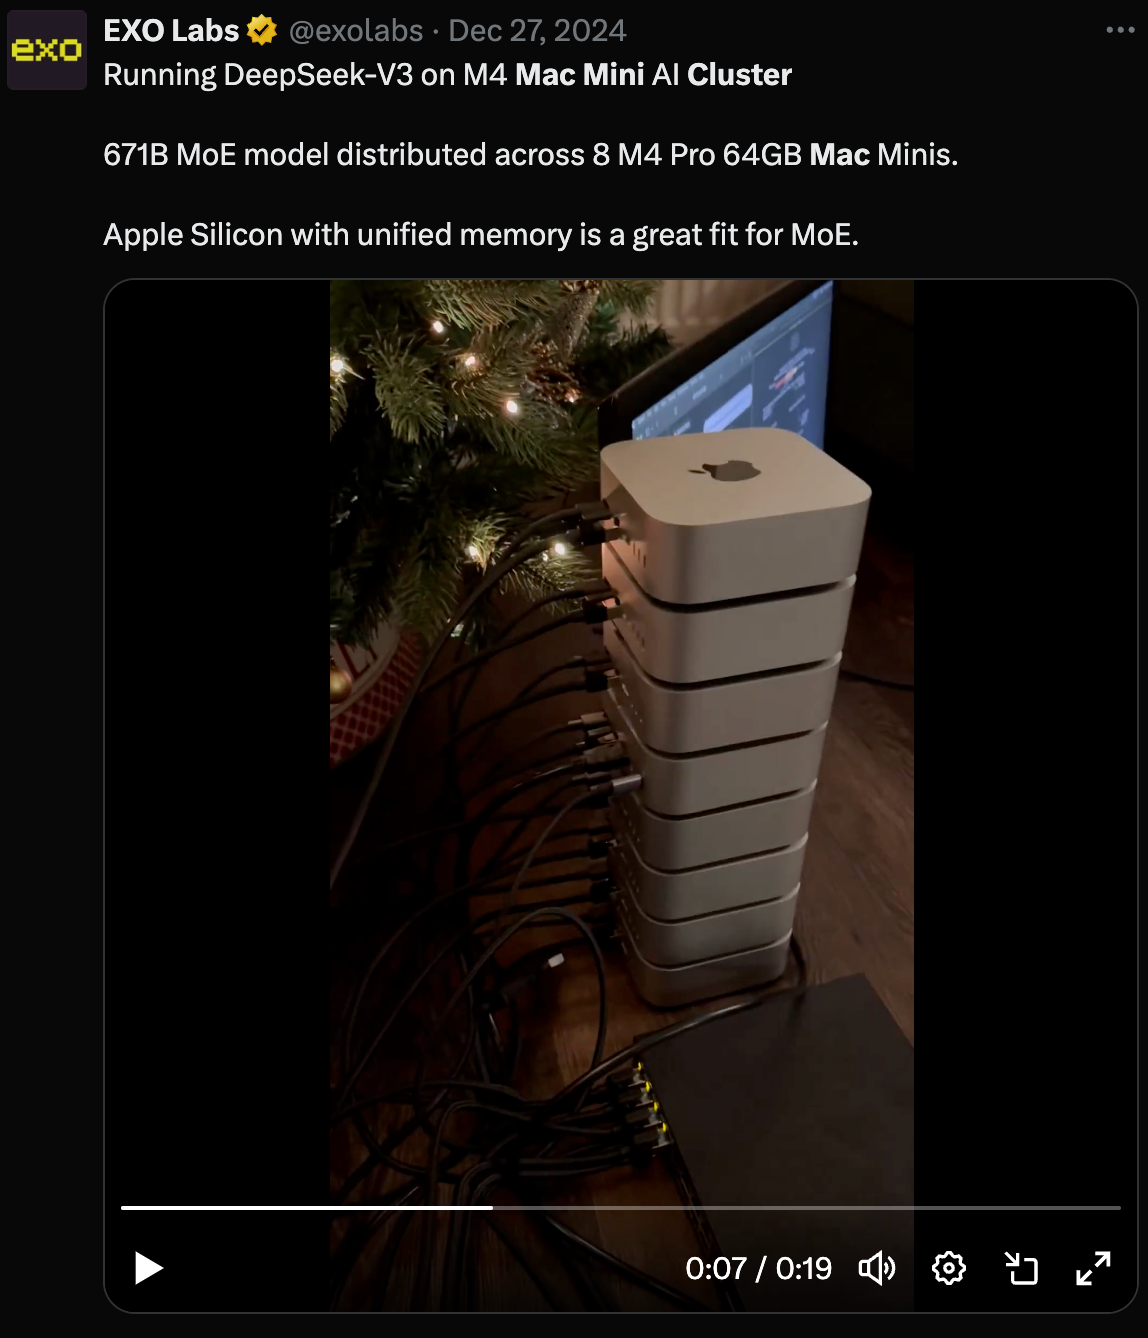 exo
EXO Labs @exolabs · Dec 27, 2024
Running DeepSeek-V3 on M4 Mac Mini AI Cluster
671B MoE model distributed across 8 M4 Pro 64GB Mac Minis.
Apple Silicon with unified memory is a great fit for MoE.
0:07 / 0:19